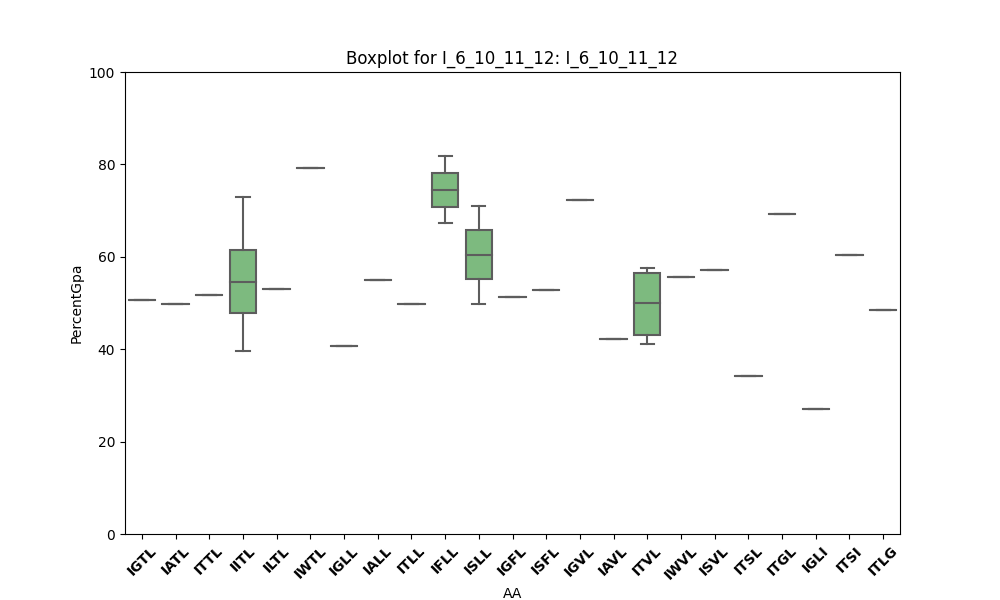 Boxplot for I_6_10_11_12: I_6_10_11_12
PercentGpa
100
80
60
40
20
0
IGTL IATL ITTL IITL ILTL IWTL IGLL IALL ITLL IFLL ISLL IGFL ISFL IGVL IAVL ITVL IWVL ISVL ITSL ITGL IGLI ITSI ITLG
AA